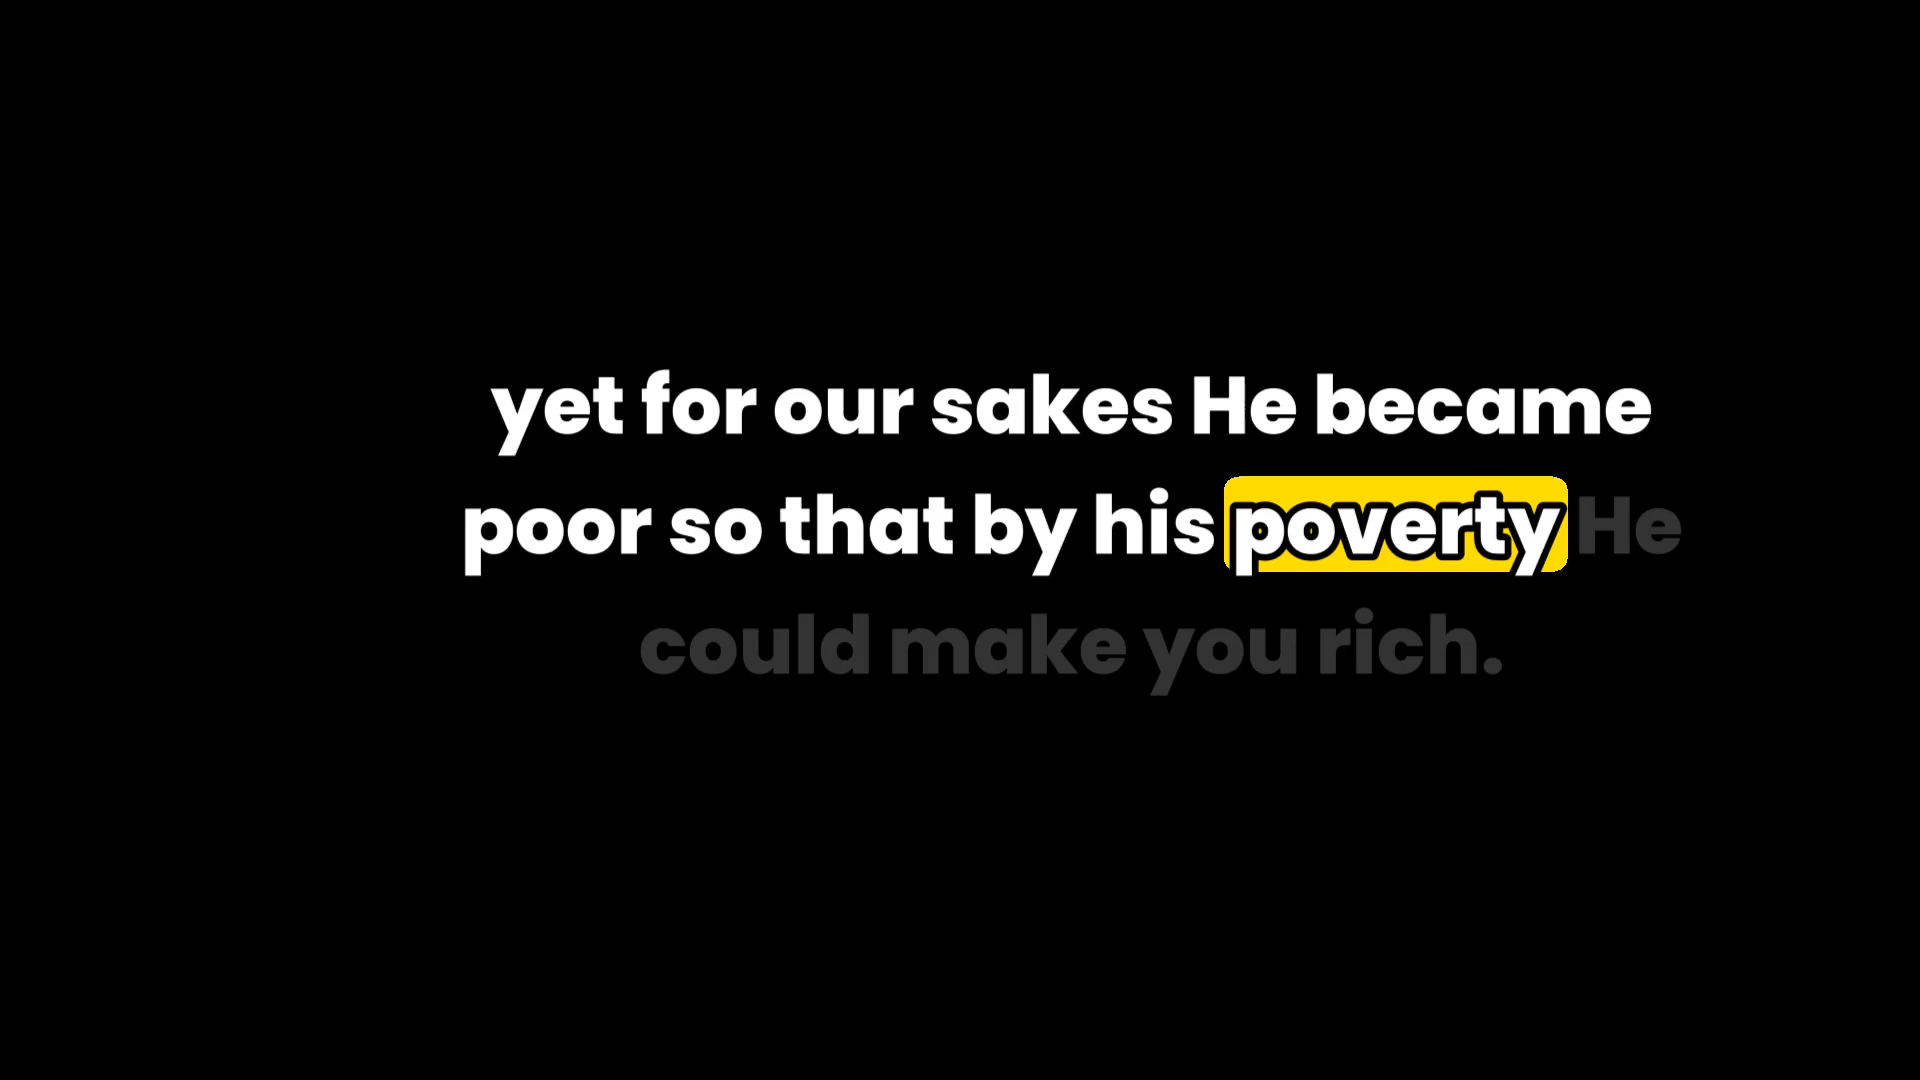 yet for our sakes He became
poor so that by his poverty He
could make you rich.